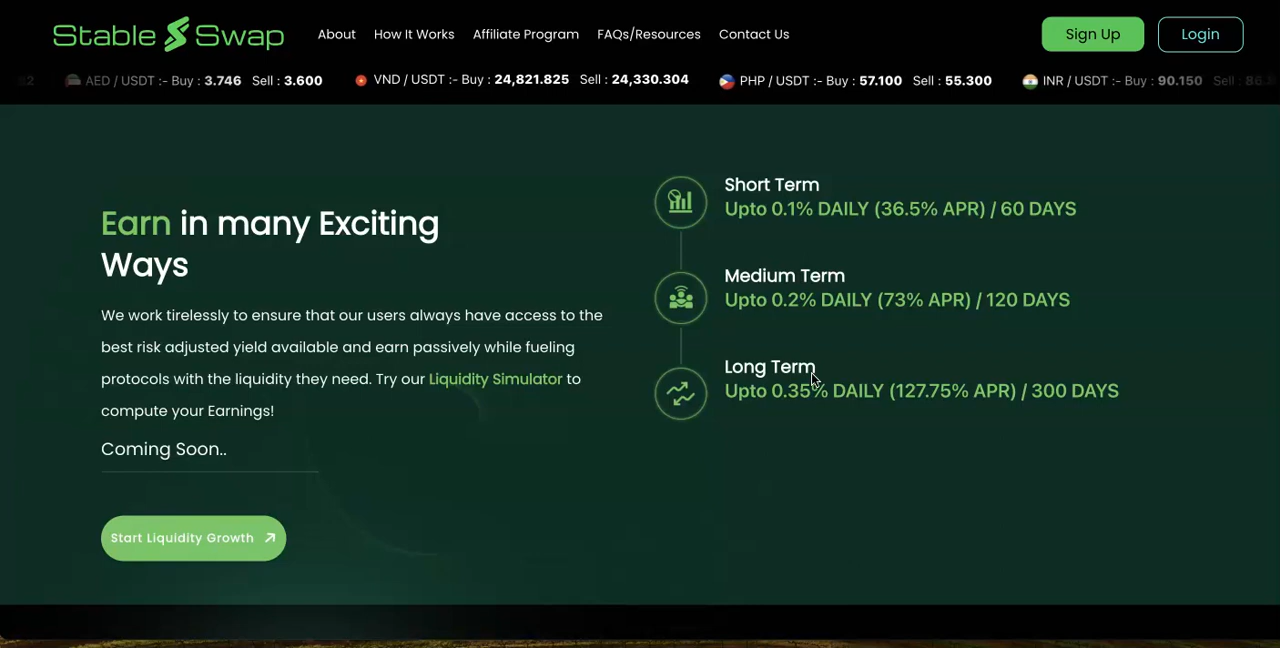 Stable Swap
About How It Works Affiliate Program FAQs/Resources Contact Us Sign Up Login
AED / USDT :- Buy : 3.746 Sell : 3.600 VND / USDT :- Buy : 24,821.825 Sell : 24,330.304 PHP / USDT :- Buy : 57.100 Sell : 55.300 INR / USDT :- Buy : 90.150 Sell :
Earn in many Exciting
Ways
We work tirelessly to ensure that our users always have access to the
best risk adjusted yield available and earn passively while fueling
protocols with the liquidity they need. Try our Liquidity Simulator to
compute your Earnings!
Coming Soon..
Start Liquidity Growth
Short Term
Upto 0.1% DAILY (36.5% APR) / 60 DAYS
Medium Term
Upto 0.2% DAILY (73% APR) / 120 DAYS
Long Term
Upto 0.35% DAILY (127.75% APR) / 300 DAYS